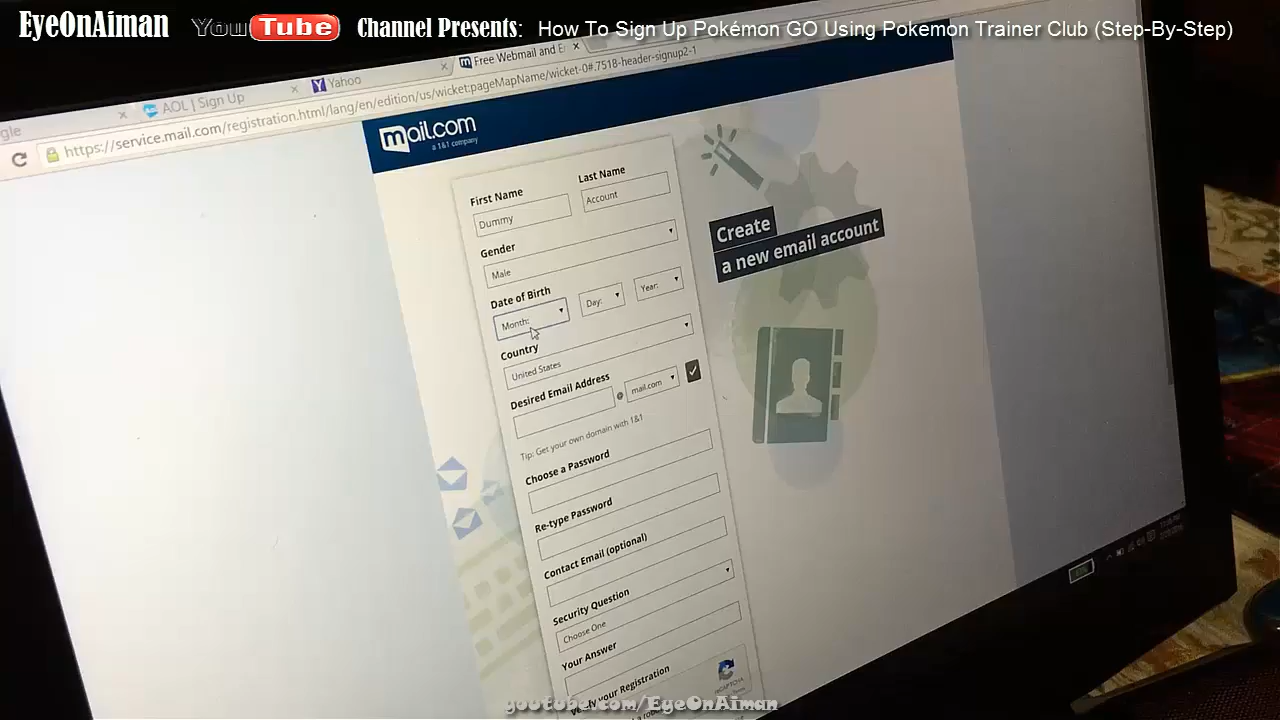 EyeOnAiman YouTube Channel Presents: How To Sign Up Pokémon GO Using Pokemon Trainer Club (Step-By-Step)
gle
AOL | Sign Up
Yahoo
Free Webmail and E
https://service.mail.com/registration.html/lang/en/edition/us/wicket:pageMapName/wicket-0#.7518-header-signup2-1
mail.com
a 1&1 company
First Name
Last Name
Dummy
Account
Gender
Male
Date of Birth
Month:
Day:
Year:
Country
United States
Desired Email Address
@ mail.com
Tip: Get your own domain with 1&1
Choose a Password
Re-type Password
Contact Email (optional)
Security Question
Choose One
Your Answer
Verify your Registration
reCAPTCHA
Create
a new email account
youtube.com/EyeOnAiman